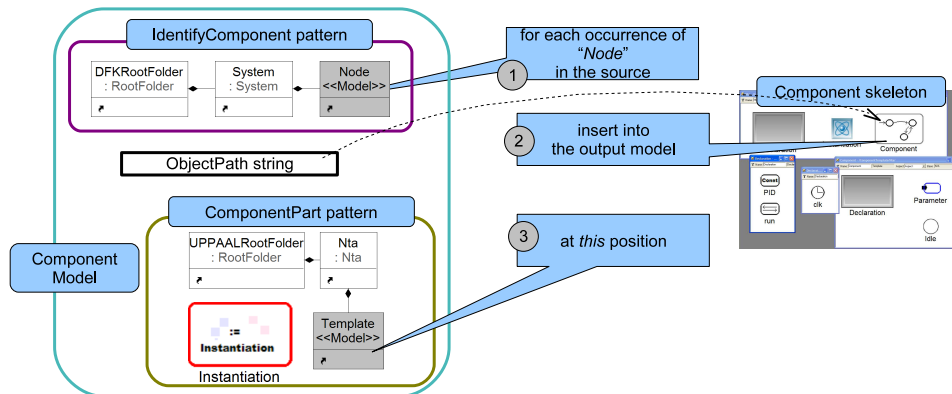 IdentifyComponent pattern
DFKRootFolder
: RootFolder
System
: System
Node
<<Model>>
for each occurrence of
“Node”
in the source
1
Component skeleton
ObjectPath string
2
insert into
the output model
Component
ComponentPart pattern
UPPAALRootFolder
: RootFolder
Nta
: Nta
3
at this position
Component
Model
Template
<<Model>>
:=
Instantiation
Instantiation
Const
PID
run
clk
Declaration
Parameter
Idle